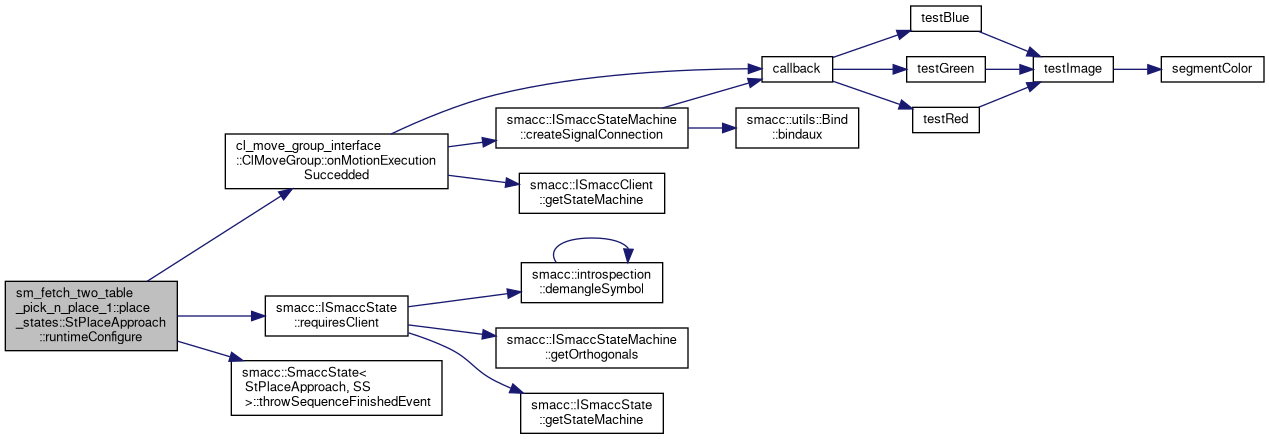 sm_fetch_two_table
_pick_n_place_1::place
_states::StPlaceApproach
::runtimeConfigure
cl_move_group_interface
::ClMoveGroup::onMotionExecution
Succedded
smacc::ISmaccState
::requiresClient
smacc::SmaccState<
StPlaceApproach, SS
>::throwSequenceFinishedEvent
smacc::ISmaccStateMachine
::createSignalConnection
smacc::ISmaccClient
::getStateMachine
smacc::introspection
::demangleSymbol
smacc::ISmaccStateMachine
::getOrthogonals
smacc::ISmaccState
::getStateMachine
callback
smacc::utils::Bind
::bindaux
testBlue
testGreen
testRed
testImage
segmentColor